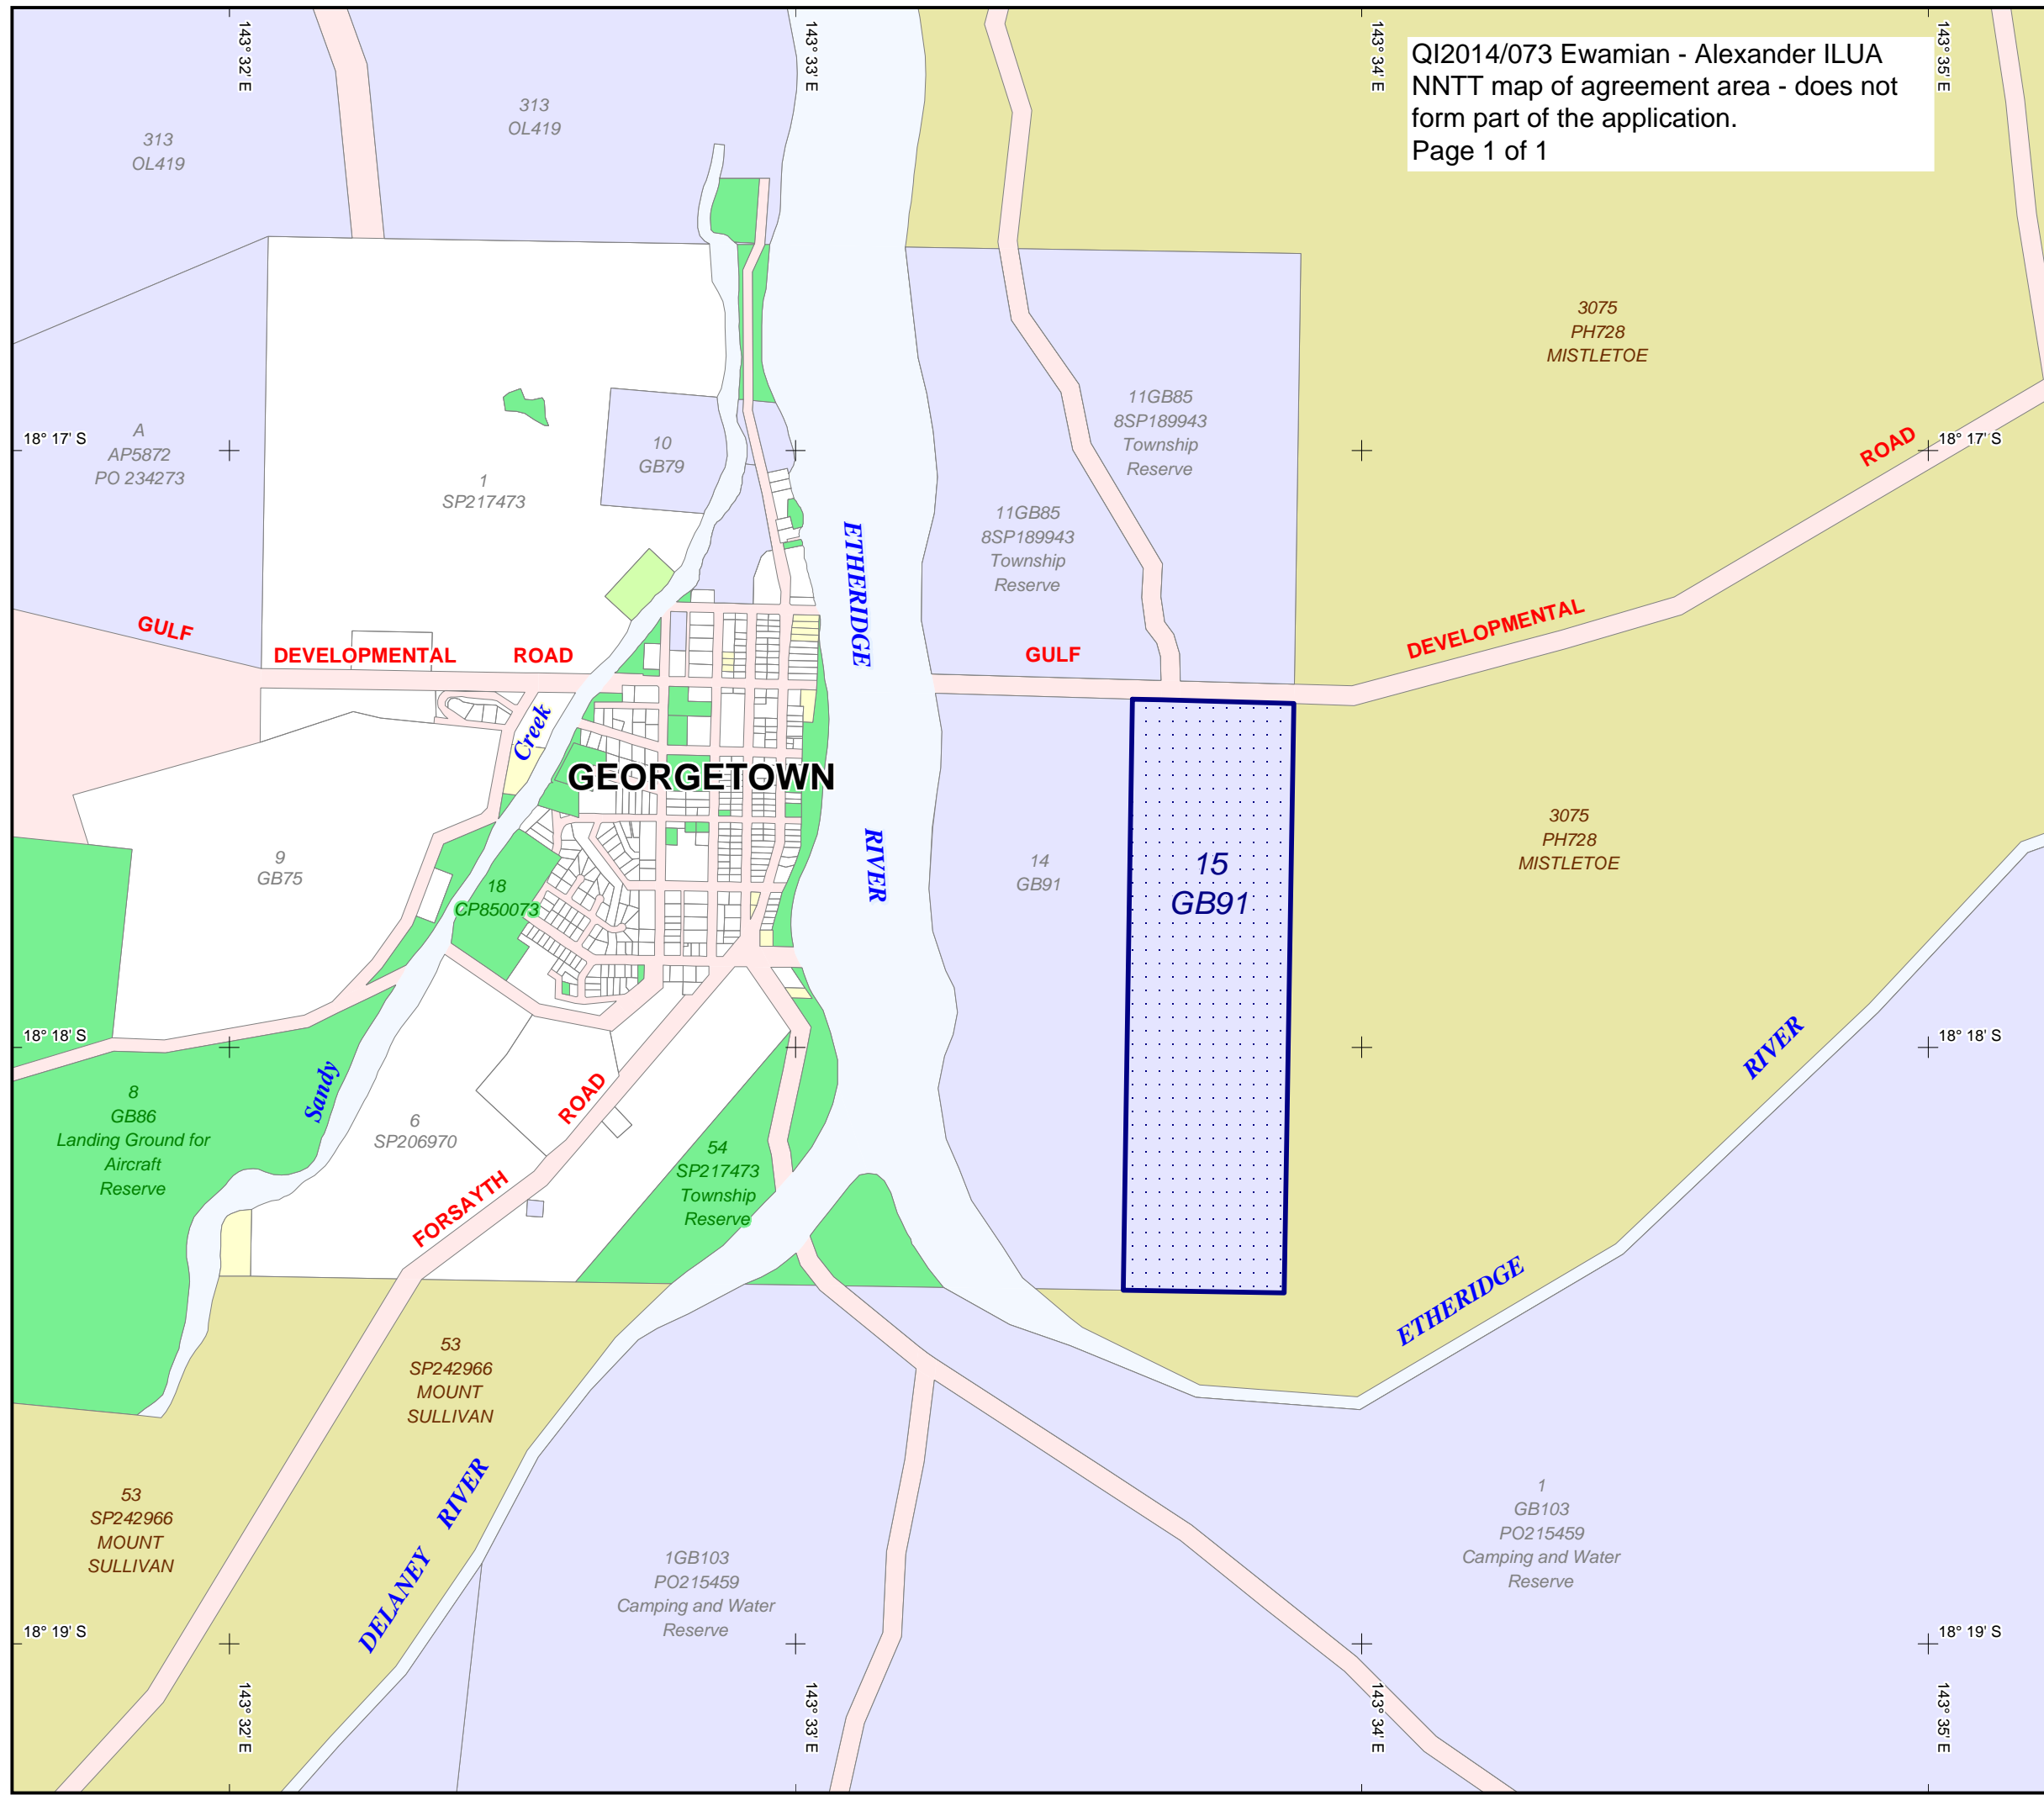 143° 32' E
143° 33' E
143° 34' E
143° 35' E
QI2014/073 Ewamian - Alexander ILUA
NNTT map of agreement area - does not
form part of the application.
Page 1 of 1
313
OL419
313
OL419
3075
PH728
MISTLETOE
11GB85
8SP189943
Township
Reserve
A
AP5872
PO 234273
18° 17' S
10
GB79
1
SP217473
ROAD
18° 17' S
11GB85
8SP189943
Township
Reserve
ETHERIDGE
GULF
DEVELOPMENTAL
ROAD
GULF
DEVELOPMENTAL
Creek
GEORGETOWN
3075
PH728
MISTLETOE
9
GB75
18
CP850073
RIVER
14
GB91
15
GB91
18° 18' S
18° 18' S
RIVER
8
GB86
Landing Ground for
Aircraft
Reserve
Sandy
6
SP206970
ROAD
FORSAYTH
54
SP217473
Township
Reserve
ETHERIDGE
53
SP242966
MOUNT
SULLIVAN
53
SP242966
MOUNT
SULLIVAN
DELANEY
RIVER
1GB103
PO215459
Camping and Water
Reserve
1
GB103
PO215459
Camping and Water
Reserve
18° 19' S
18° 19' S
143° 32' E
143° 33' E
143° 34' E
143° 35' E